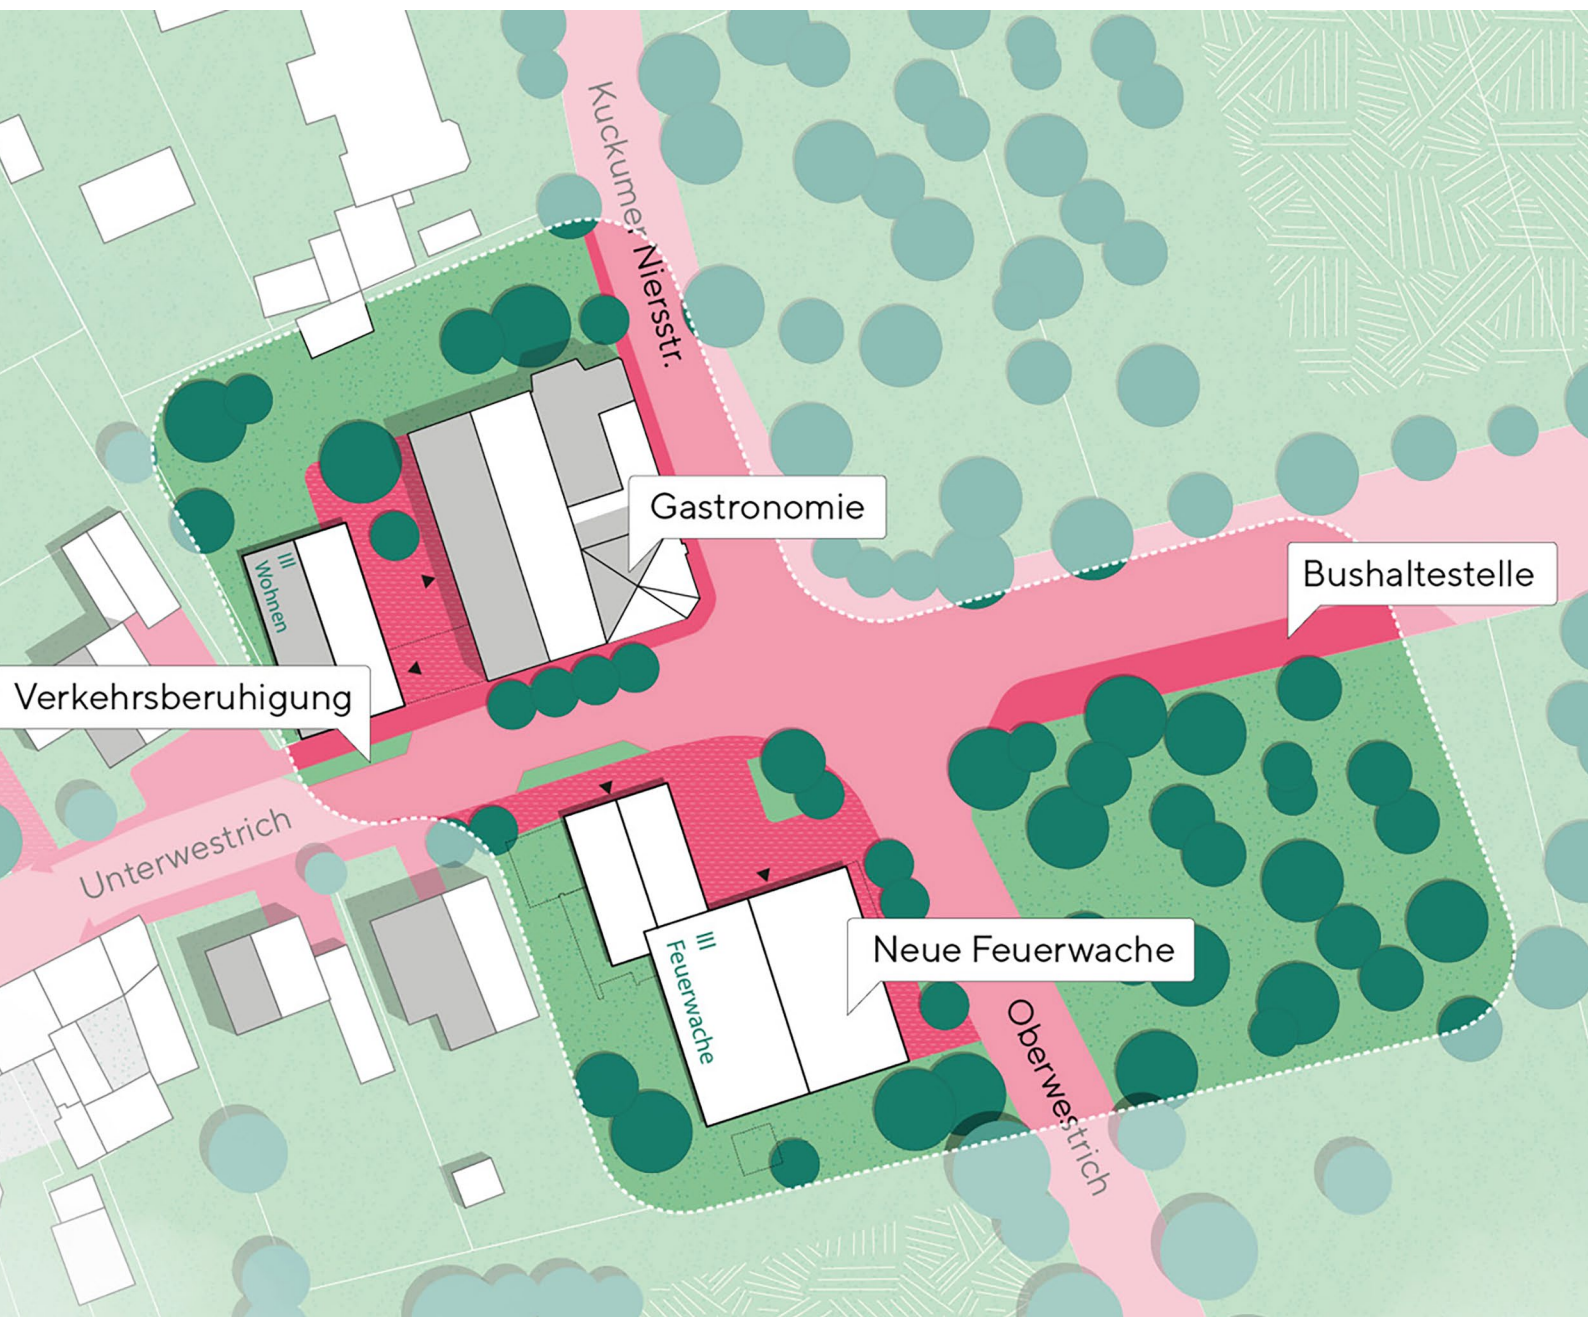 Kuckumer Niersstr.
Gastronomie
Bushaltestelle
III
Wohnen
Verkehrsberuhigung
Unterwestrich
Neue Feuerwache
III
Feuerwache
Oberwestrich